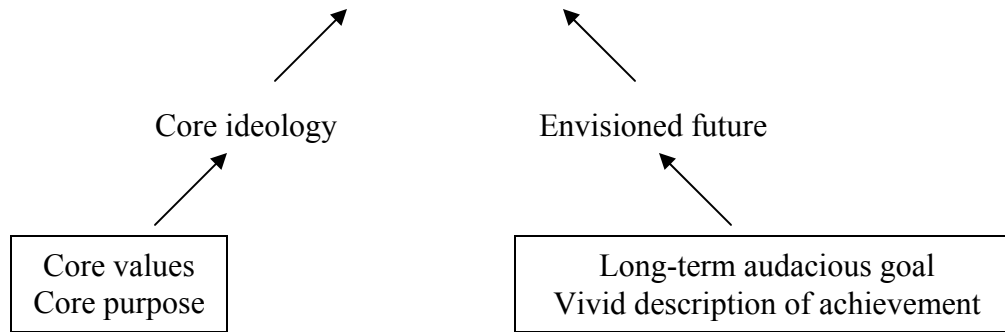 Core ideology
Envisioned future
Core values
Core purpose
Long-term audacious goal
Vivid description of achievement